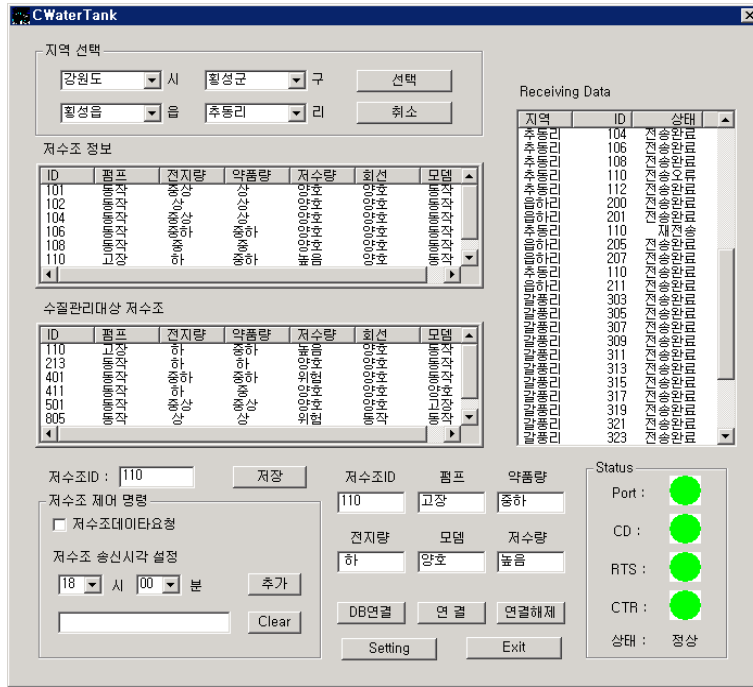 CWaterTank
지역 선택
강원도 시 횡성군 구 선택
횡성읍 읍 추동리 리 취소
저수조 정보
ID 펌프 전지량 약품량 저수량 회선 모뎀
101 동작 중상 상 양호 양호 동작
102 동작 상 상 양호 양호 동작
104 동작 중상 상 양호 양호 동작
106 동작 중하 중하 양호 양호 동작
108 동작 중 중 양호 양호 동작
110 고장 하 중하 높음 양호 동작
수질관리대상 저수조
ID 펌프 전지량 약품량 저수량 회선 모뎀
110 고장 하 중하 높음 양호 동작
213 동작 하 하 양호 양호 동작
401 동작 중하 중하 위험 양호 동작
411 동작 하 중 양호 양호 양호
501 동작 중상 중상 양호 양호 고장
805 동작 상 상 위험 동작 동작
Receiving Data
지역 ID 상태
추동리 104 전송완료
추동리 106 전송완료
추동리 108 전송완료
추동리 110 전송오류
추동리 112 전송완료
읍하리 200 전송완료
읍하리 201 전송완료
추동리 110 재전송
읍하리 205 전송완료
읍하리 207 전송완료
추동리 110 전송완료
읍하리 211 전송완료
갈풍리 303 전송완료
갈풍리 305 전송완료
갈풍리 307 전송완료
갈풍리 309 전송완료
갈풍리 311 전송완료
갈풍리 313 전송완료
갈풍리 315 전송완료
갈풍리 317 전송완료
갈풍리 319 전송완료
갈풍리 321 전송완료
갈풍리 323 전송완료
저수조ID : 110 저장
저수조 제어 명령
저수조데이타요청
저수조 송신시각 설정
18 시 00 분 추가
Clear
저수조ID 펌프 약품량
110 고장 중하
전지량 모뎀 저수량
하 양호 높음
DB연결 연 결 연결해제
Setting Exit
Status
Port :
CD :
RTS :
CTR :
상태 : 정상